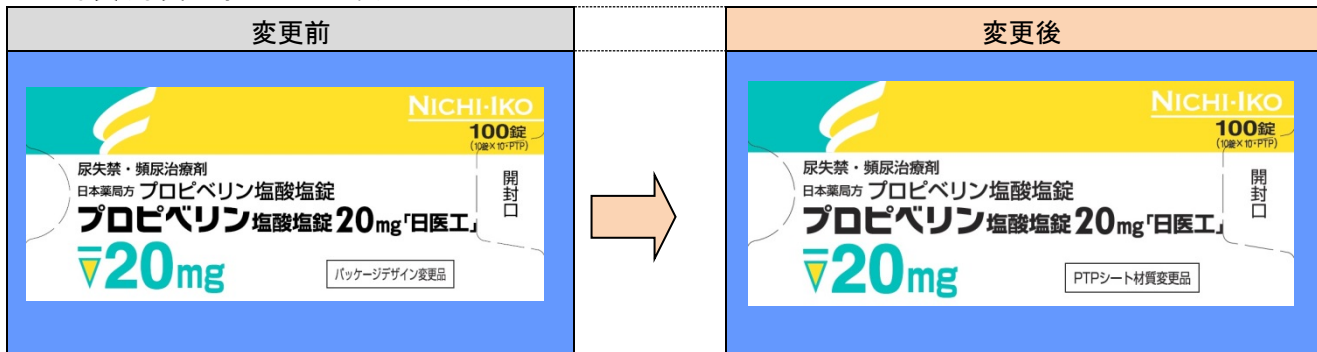 変更前
NICHI-IKO
100錠
(10錠×10・PTP)
尿失禁・頻尿治療剤
日本薬局方 プロピベリン塩酸塩錠
プロピベリン塩酸塩錠20mg「日医工」
開封口
20mg
パッケージデザイン変更品
変更後
NICHI-IKO
100錠
(10錠×10・PTP)
尿失禁・頻尿治療剤
日本薬局方 プロピベリン塩酸塩錠
プロピベリン塩酸塩錠20mg「日医工」
開封口
20mg
PTPシート材質変更品